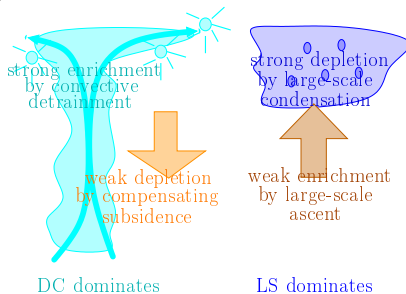 strong enrichment
by convective
detrainment
weak depletion
by compensating
subsidence
DC dominates
strong depletion
by large-scale
condensation
weak enrichment
by large-scale
ascent
LS dominates